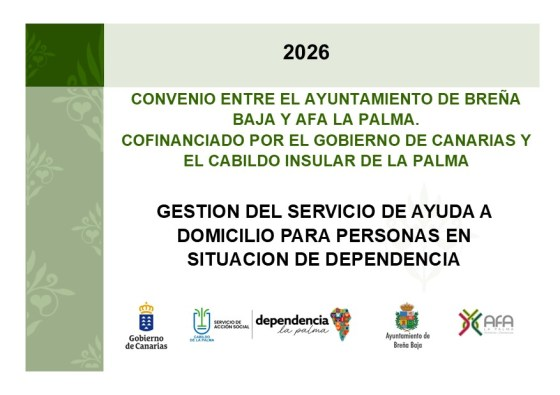 2026
CONVENIO ENTRE EL AYUNTAMIENTO DE BREÑA
BAJA Y AFA LA PALMA.
COFINANCIADO POR EL GOBIERNO DE CANARIAS Y
EL CABILDO INSULAR DE LA PALMA
GESTION DEL SERVICIO DE AYUDA A
DOMICILIO PARA PERSONAS EN
SITUACION DE DEPENDENCIA
Gobierno
de Canarias
CABILDO
DE LA PALMA
SERVICIO DE
ACCIÓN SOCIAL
dependencia
la palma
Ayuntamiento de
Breña Baja
AFA
LA PALMA